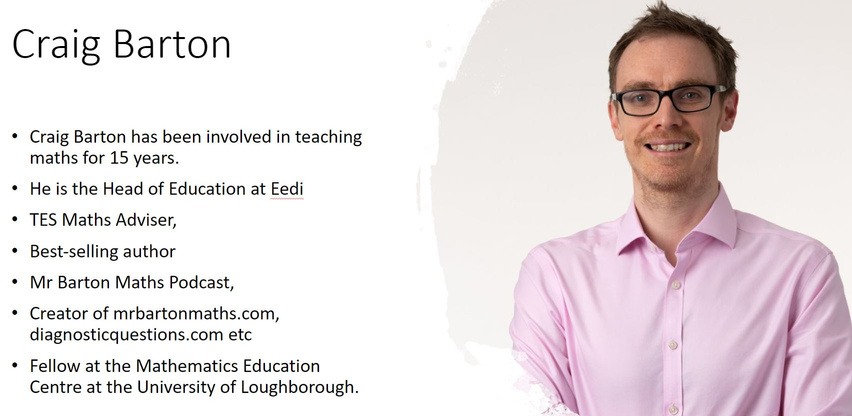 Craig Barton
• Craig Barton has been involved in teaching
maths for 15 years.
• He is the Head of Education at Eedi
• TES Maths Adviser,
• Best-selling author
• Mr Barton Maths Podcast,
• Creator of mrbartonmaths.com,
diagnosticquestions.com etc
• Fellow at the Mathematics Education
Centre at the University of Loughborough.